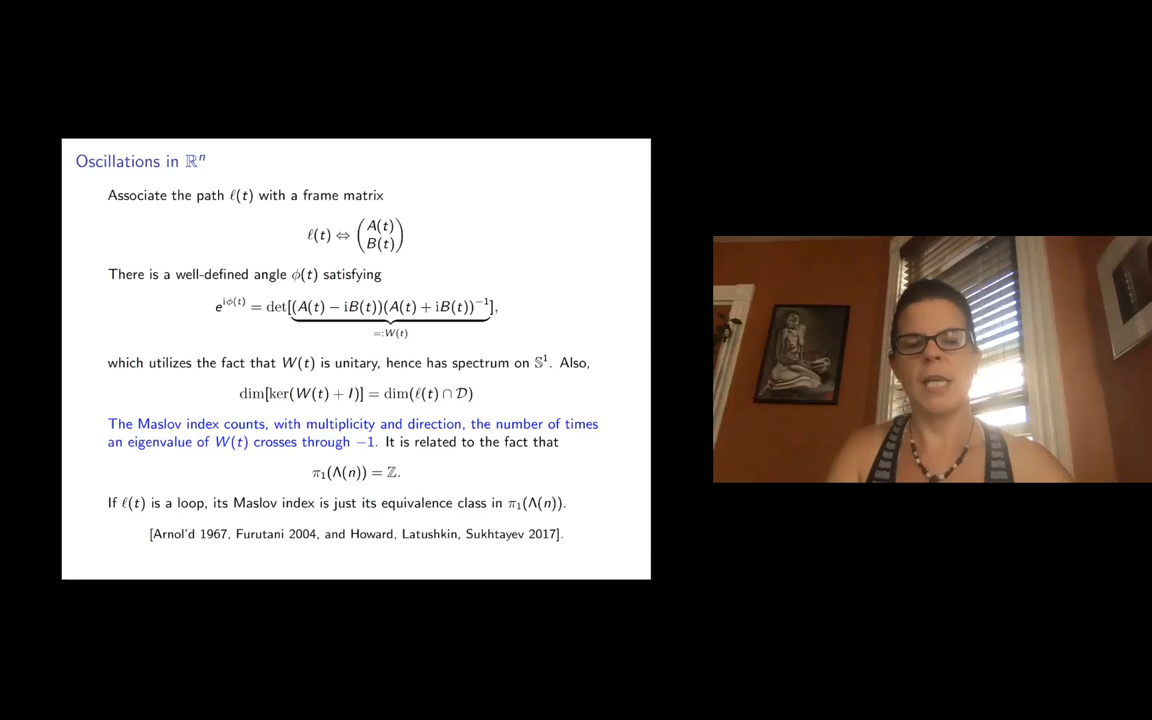 Oscillations in ℝⁿ
Associate the path ℓ(t) with a frame matrix
ℓ(t) ⇔ (A(t)
B(t))
There is a well-defined angle ϕ(t) satisfying
e^{iϕ(t)} = det[(A(t) − iB(t))(A(t) + iB(t))⁻¹],
=:W(t)
which utilizes the fact that W(t) is unitary, hence has spectrum on 𝕊¹. Also,
dim[ker(W(t) + I)] = dim(ℓ(t) ∩ 𝒟)
The Maslov index counts, with multiplicity and direction, the number of times
an eigenvalue of W(t) crosses through −1. It is related to the fact that
π₁(Λ(n)) = ℤ.
If ℓ(t) is a loop, its Maslov index is just its equivalence class in π₁(Λ(n)).
[Arnol'd 1967, Furutani 2004, and Howard, Latushkin, Sukhtayev 2017].